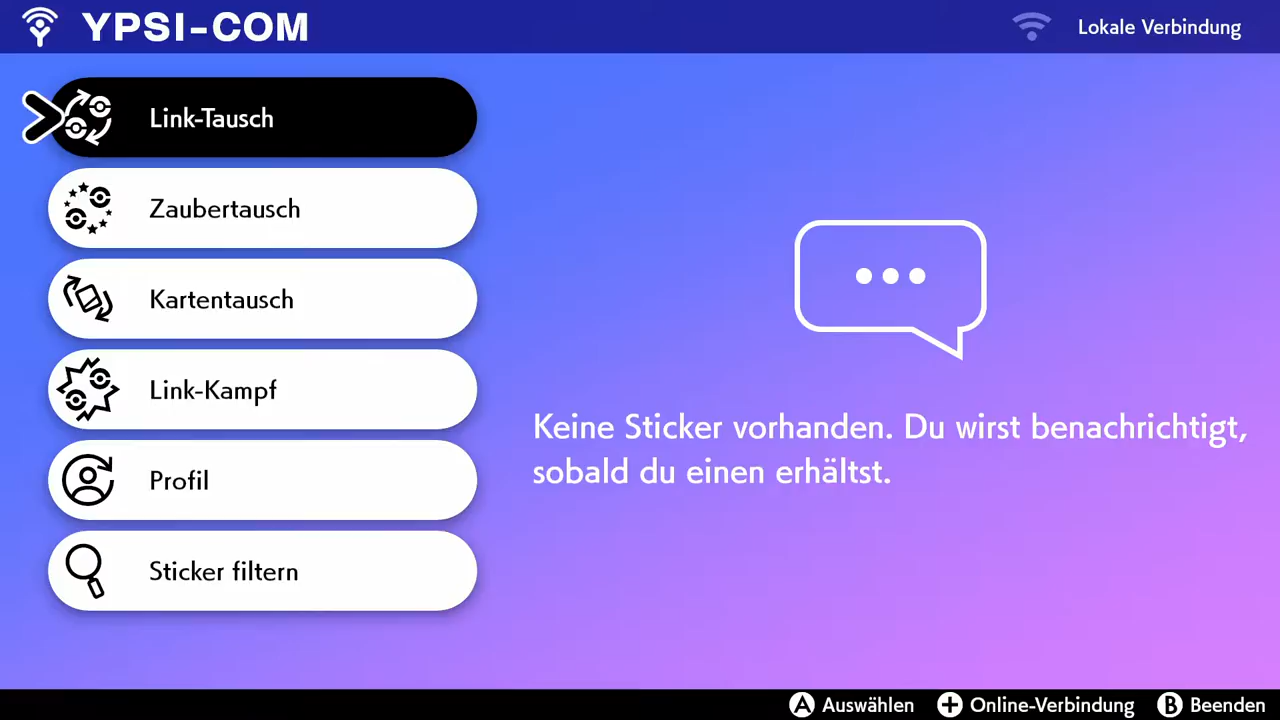 YPSI-COM
Lokale Verbindung
Link-Tausch
Zaubertausch
Kartentausch
Link-Kampf
Profil
Sticker filtern
Keine Sticker vorhanden. Du wirst benachrichtigt,
sobald du einen erhältst.
A Auswählen + Online-Verbindung B Beenden